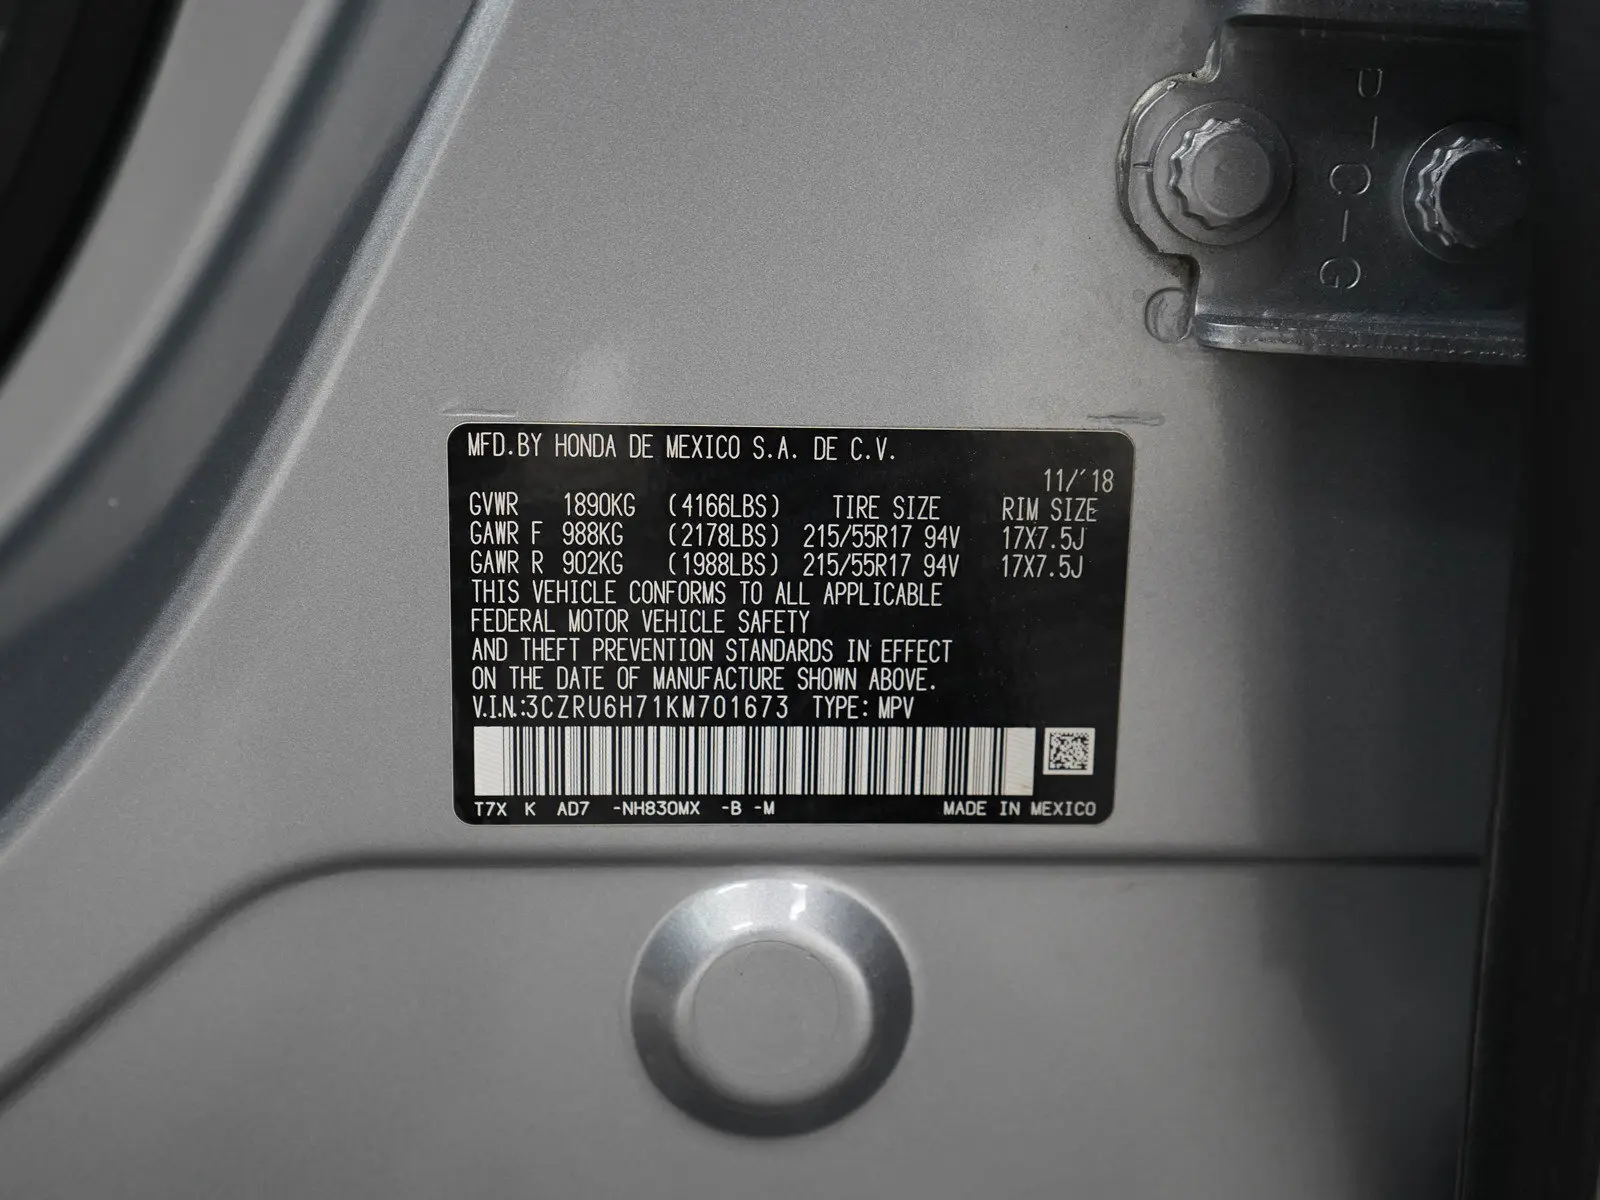 PTC-G
MFD.BY HONDA DE MEXICO S.A. DE C.V.
11/'18
GVWR 1890KG (4166LBS) TIRE SIZE RIM SIZE
GAWR F 988KG (2178LBS) 215/55R17 94V 17X7.5J
GAWR R 902KG (1988LBS) 215/55R17 94V 17X7.5J
THIS VEHICLE CONFORMS TO ALL APPLICABLE
FEDERAL MOTOR VEHICLE SAFETY
AND THEFT PREVENTION STANDARDS IN EFFECT
ON THE DATE OF MANUFACTURE SHOWN ABOVE.
V.I.N.:3CZRU6H71KM701673 TYPE: MPV
T7X K AD7 -NH830MX -B -M MADE IN MEXICO